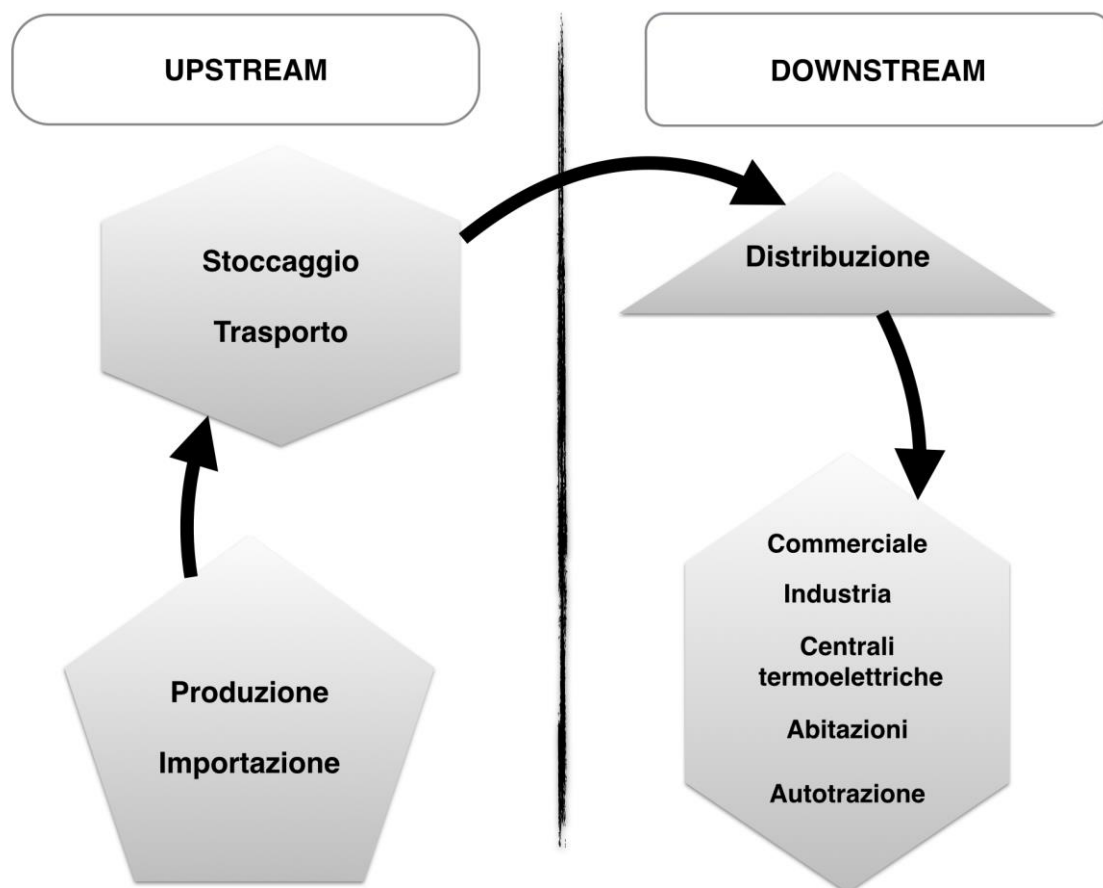 UPSTREAM
DOWNSTREAM
Stoccaggio
Trasporto
Produzione
Importazione
Distribuzione
Commerciale
Industria
Centrali
termoelettriche
Abitazioni
Autotrazione